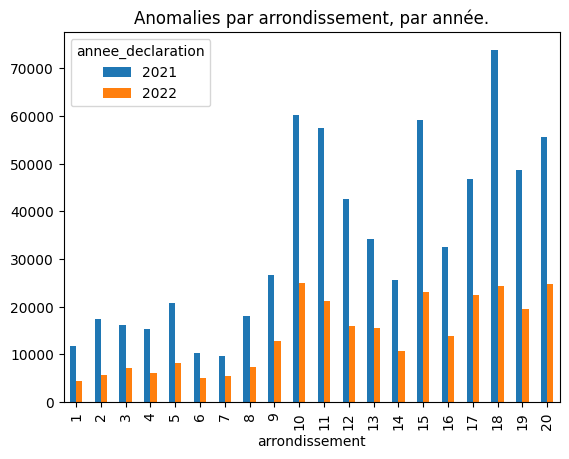 Anomalies par arrondissement, par année.
annee_declaration
2021
2022
70000
60000
50000
40000
30000
20000
10000
0
1 2 3 4 5 6 7 8 9 10 11 12 13 14 15 16 17 18 19 20
arrondissement